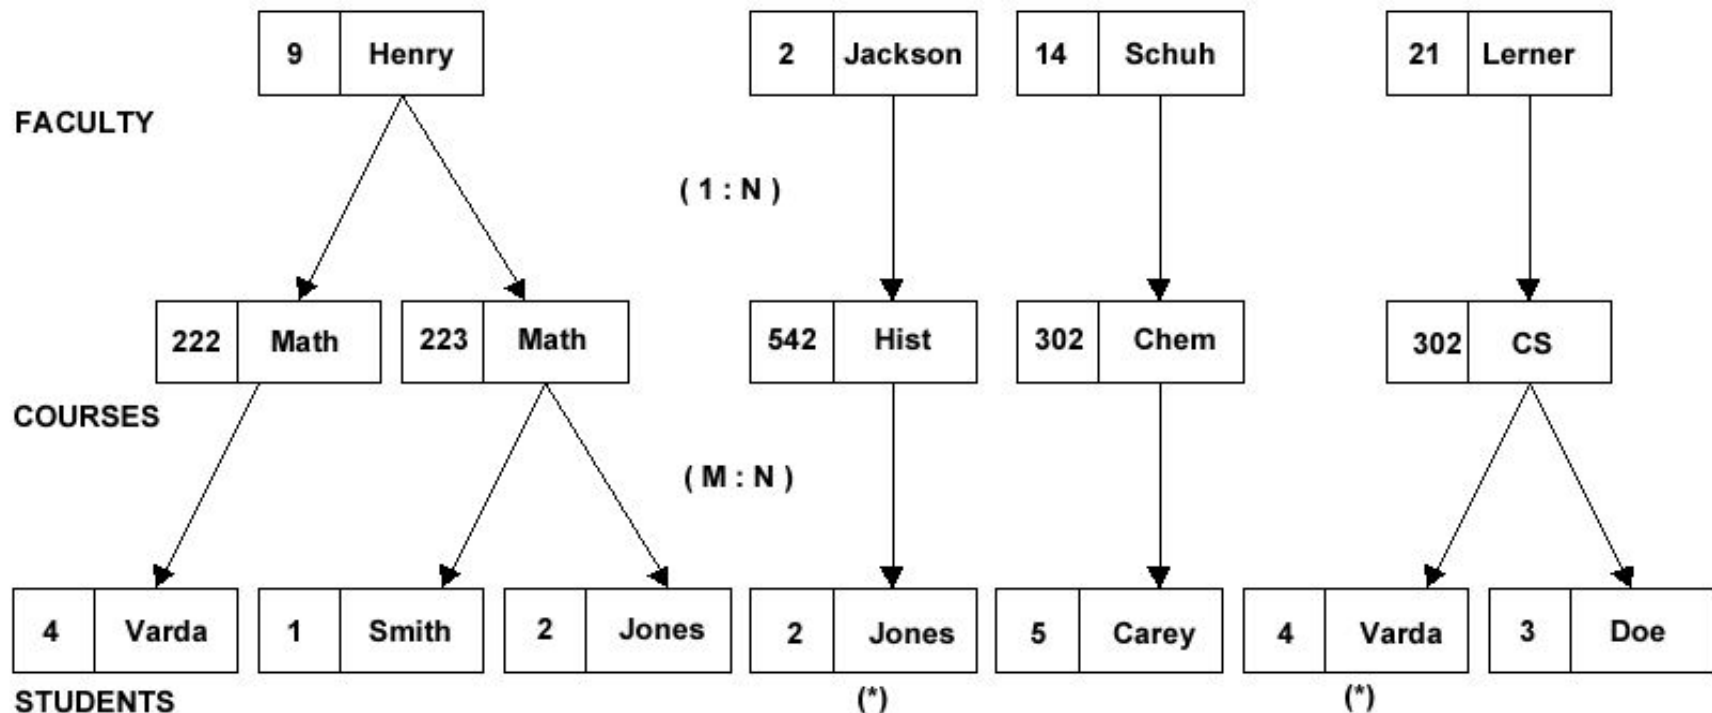 9 Henry 2 Jackson 14 Schuh 21 Lerner
FACULTY
( 1 : N )
222 Math 223 Math 542 Hist 302 Chem 302 CS
COURSES
( M : N )
4 Varda 1 Smith 2 Jones 2 Jones 5 Carey 4 Varda 3 Doe
STUDENTS (*) (*)